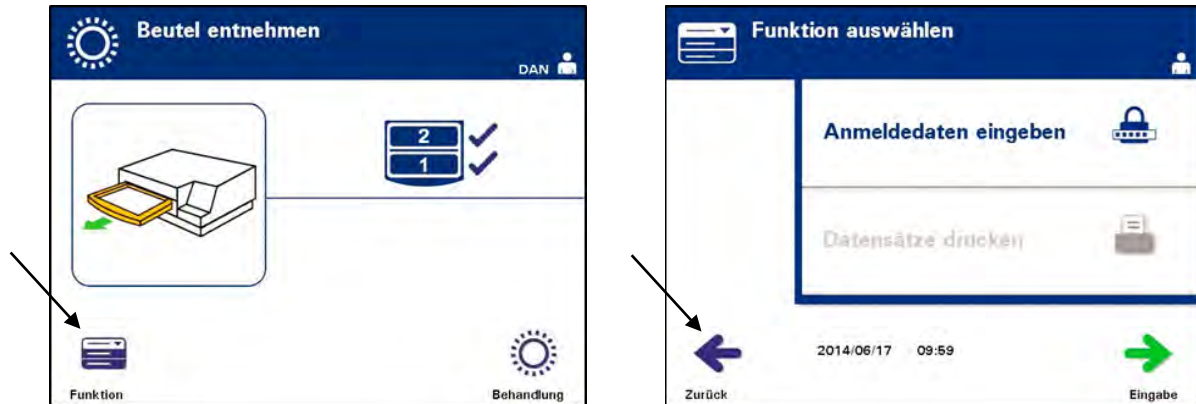 Beutel entnehmen
DAN
2
1
Funktion
Behandlung
Funktion auswählen
Anmeldedaten eingeben
Datensätze drucken
2014/06/17 09:59
Zurück
Eingabe